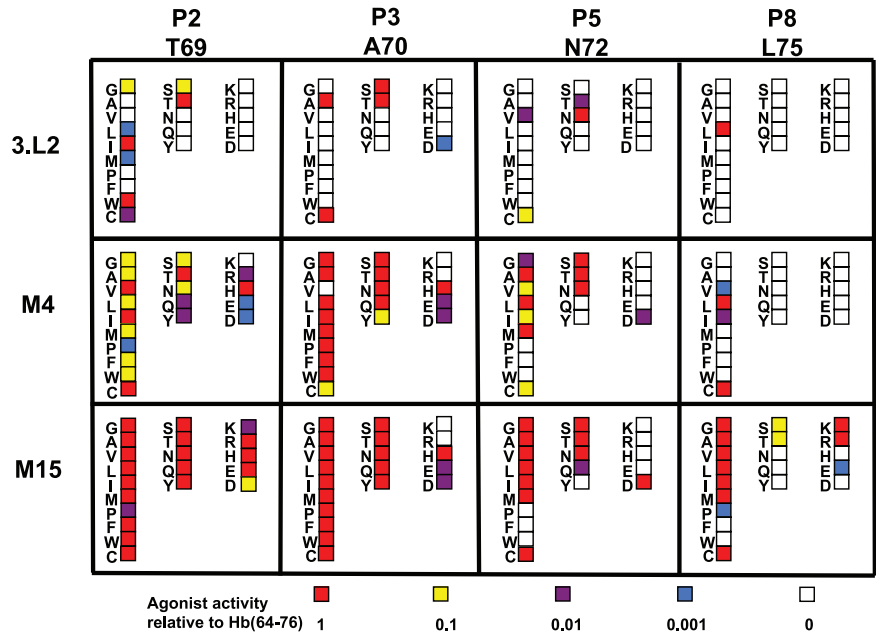 P2 P3 P5 P8
T69 A70 N72 L75
3.L2
G A V L I M P F W C
S T N Q Y
K R H E D
G A V L I M P F W C
S T N Q Y
K R H E D
G A V L I M P F W C
S T N Q Y
K R H E D
G A V L I M P F W C
S T N Q Y
K R H E D
M4
G A V L I M P F W C
S T N Q Y
K R H E D
G A V L I M P F W C
S T N Q Y
K R H E D
G A V L I M P F W C
S T N Q Y
K R H E D
G A V L I M P F W C
S T N Q Y
K R H E D
M15
G A V L I M P F W C
S T N Q Y
K R H E D
G A V L I M P F W C
S T N Q Y
K R H E D
G A V L I M P F W C
S T N Q Y
K R H E D
G A V L I M P F W C
S T N Q Y
K R H E D
Agonist activity
relative to Hb(64-76) 1 0.1 0.01 0.001 0